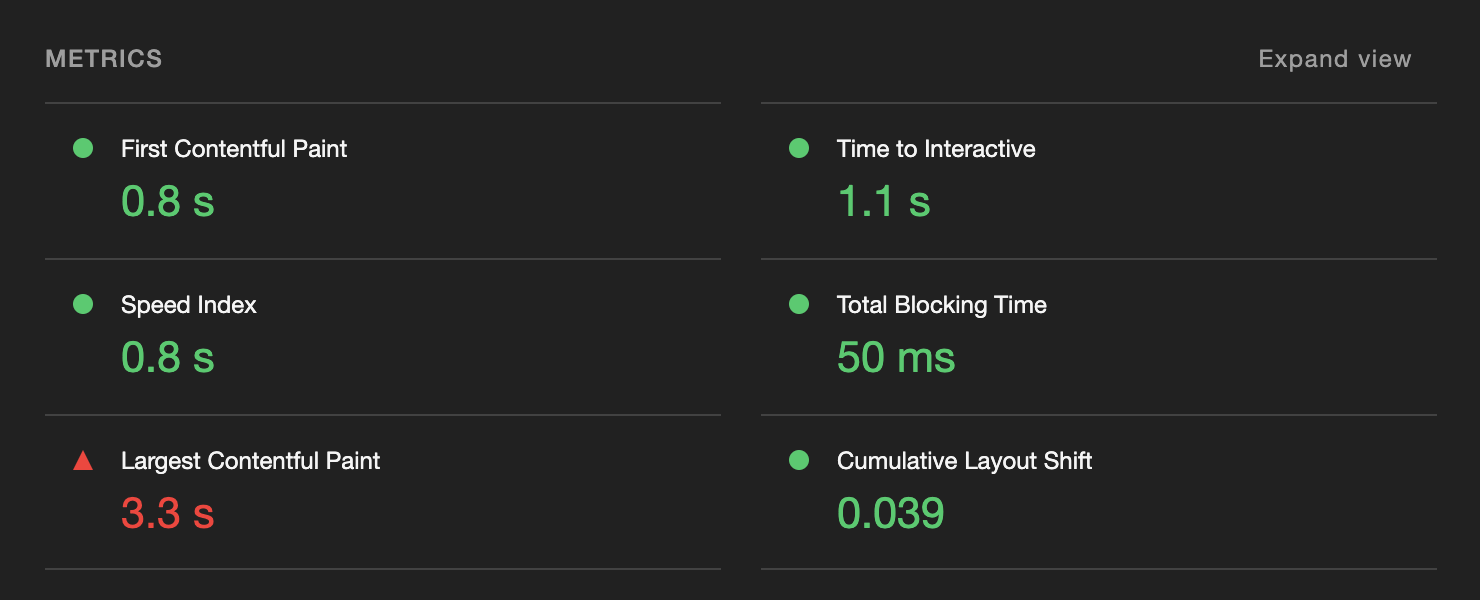 METRICS
Expand view
First Contentful Paint
0.8 s
Time to Interactive
1.1 s
Speed Index
0.8 s
Total Blocking Time
50 ms
Largest Contentful Paint
3.3 s
Cumulative Layout Shift
0.039